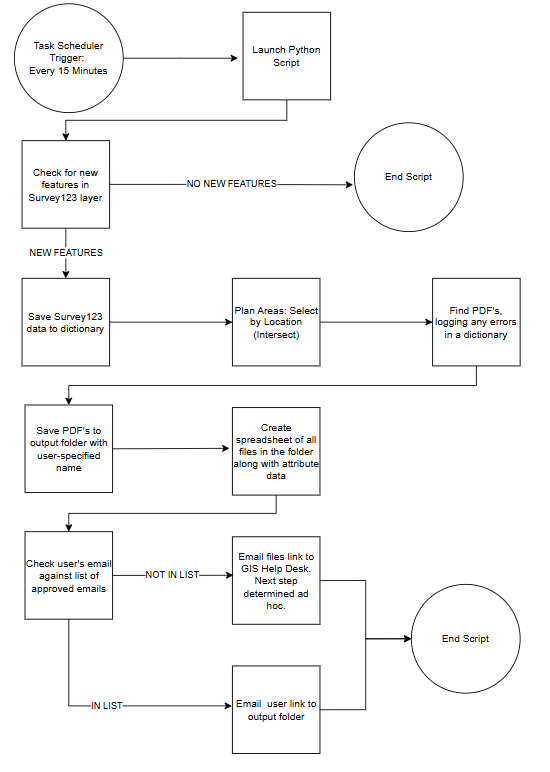 Task Scheduler
Trigger:
Every 15 Minutes
Launch Python
Script
Check for new
features in
Survey123 layer
NO NEW FEATURES
End Script
NEW FEATURES
Save Survey123
data to dictionary
Plan Areas: Select
by Location
(Intersect)
Find PDF's,
logging any errors
in a dictionary
Save PDF's to
output folder with
user-specified
name
Create
spreadsheet of all
files in the folder
along with attribute
data
Check user's email
against list of
approved emails
NOT IN LIST
Email files link to
GIS Help Desk.
Next step
determined ad
hoc.
End Script
IN LIST
Email  user link to
output folder